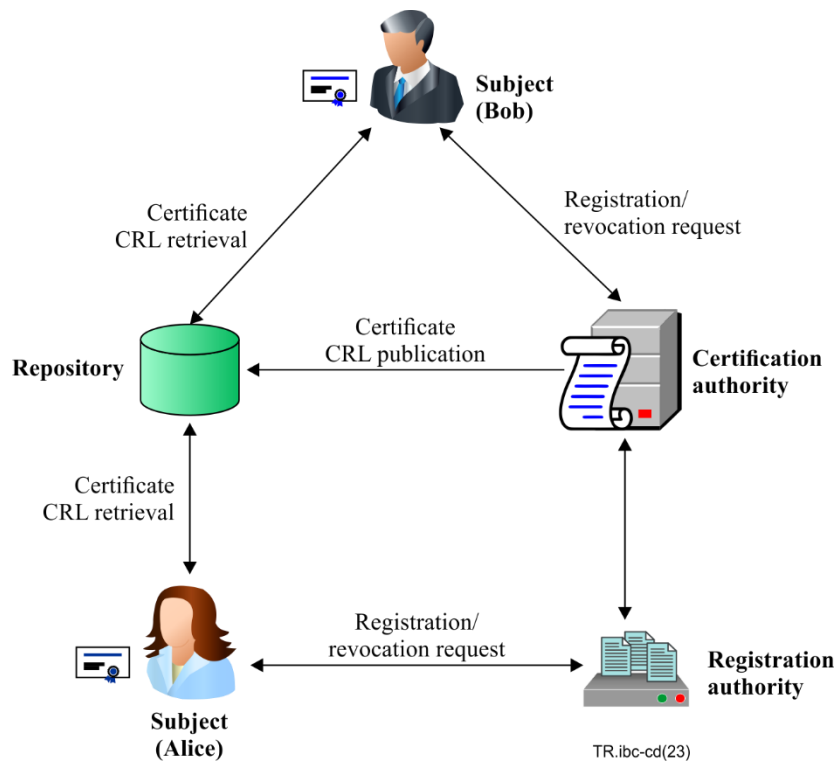 Subject
(Bob)
Certificate
CRL retrieval
Registration/
revocation request
Certificate
CRL publication
Repository
Certification
authority
Certificate
CRL retrieval
Registration/
revocation request
Registration
authority
Subject
(Alice)
TR.ibc-cd(23)